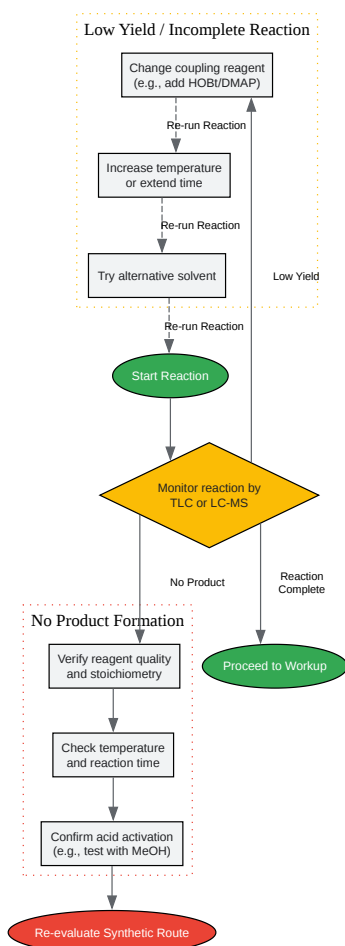 Low Yield / Incomplete Reaction
Change coupling reagent
(e.g., add HOBt/DMAP)
Re-run Reaction
Increase temperature
or extend time
Re-run Reaction
Try alternative solvent
Low Yield
Re-run Reaction
Start Reaction
Monitor reaction by
TLC or LC-MS
No Product
Reaction
Complete
No Product Formation
Verify reagent quality
and stoichiometry
Proceed to Workup
Check temperature
and reaction time
Confirm acid activation
(e.g., test with MeOH)
Re-evaluate Synthetic Route